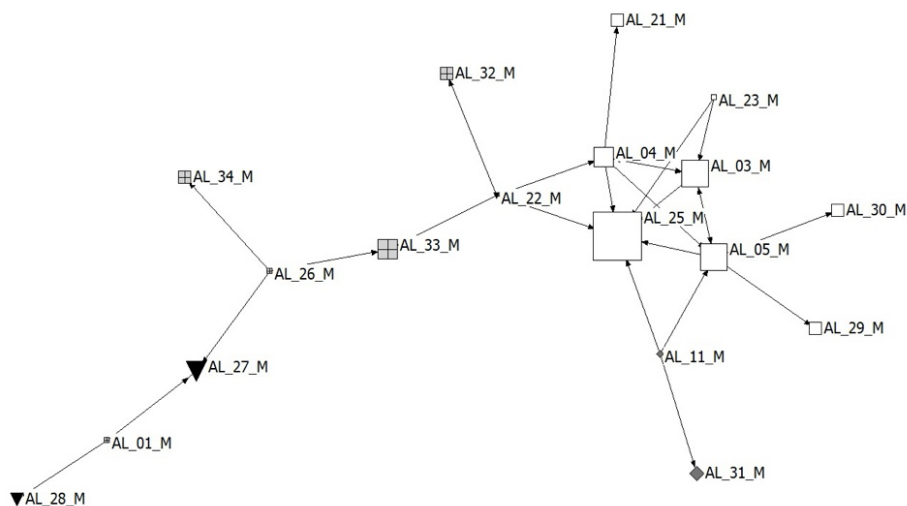 AL_21_M
AL_32_M
AL_23_M
AL_04_M
AL_03_M
AL_34_M
AL_22_M
AL_30_M
AL_25_M
AL_33_M
AL_05_M
AL_26_M
AL_29_M
AL_11_M
AL_27_M
AL_01_M
AL_31_M
AL_28_M